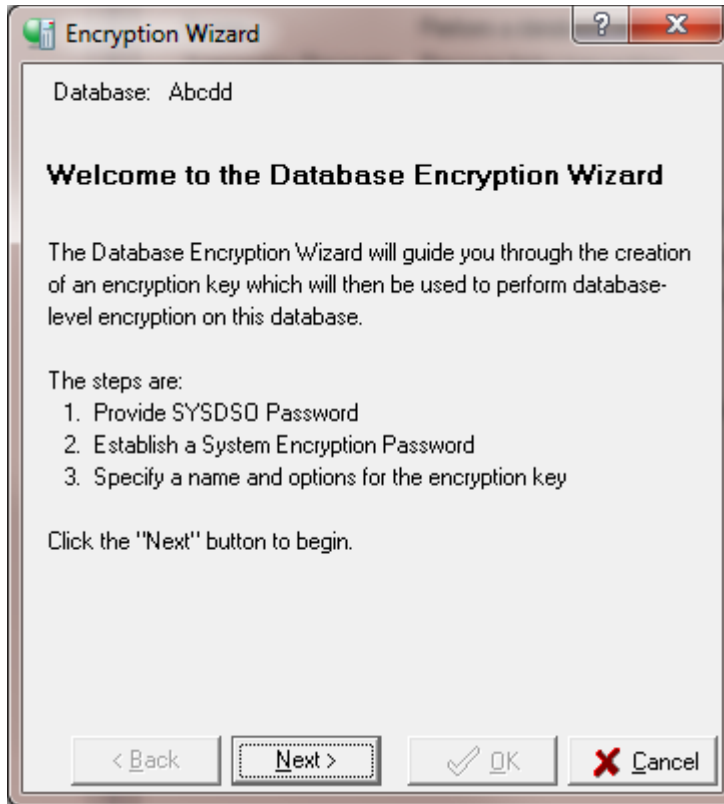 Encryption Wizard
? X
Database: Abcdd
Welcome to the Database Encryption Wizard
The Database Encryption Wizard will guide you through the creation
of an encryption key which will then be used to perform database-
level encryption on this database.
The steps are:
1. Provide SYSDSO Password
2. Establish a System Encryption Password
3. Specify a name and options for the encryption key
Click the "Next" button to begin.
< Back Next > OK Cancel